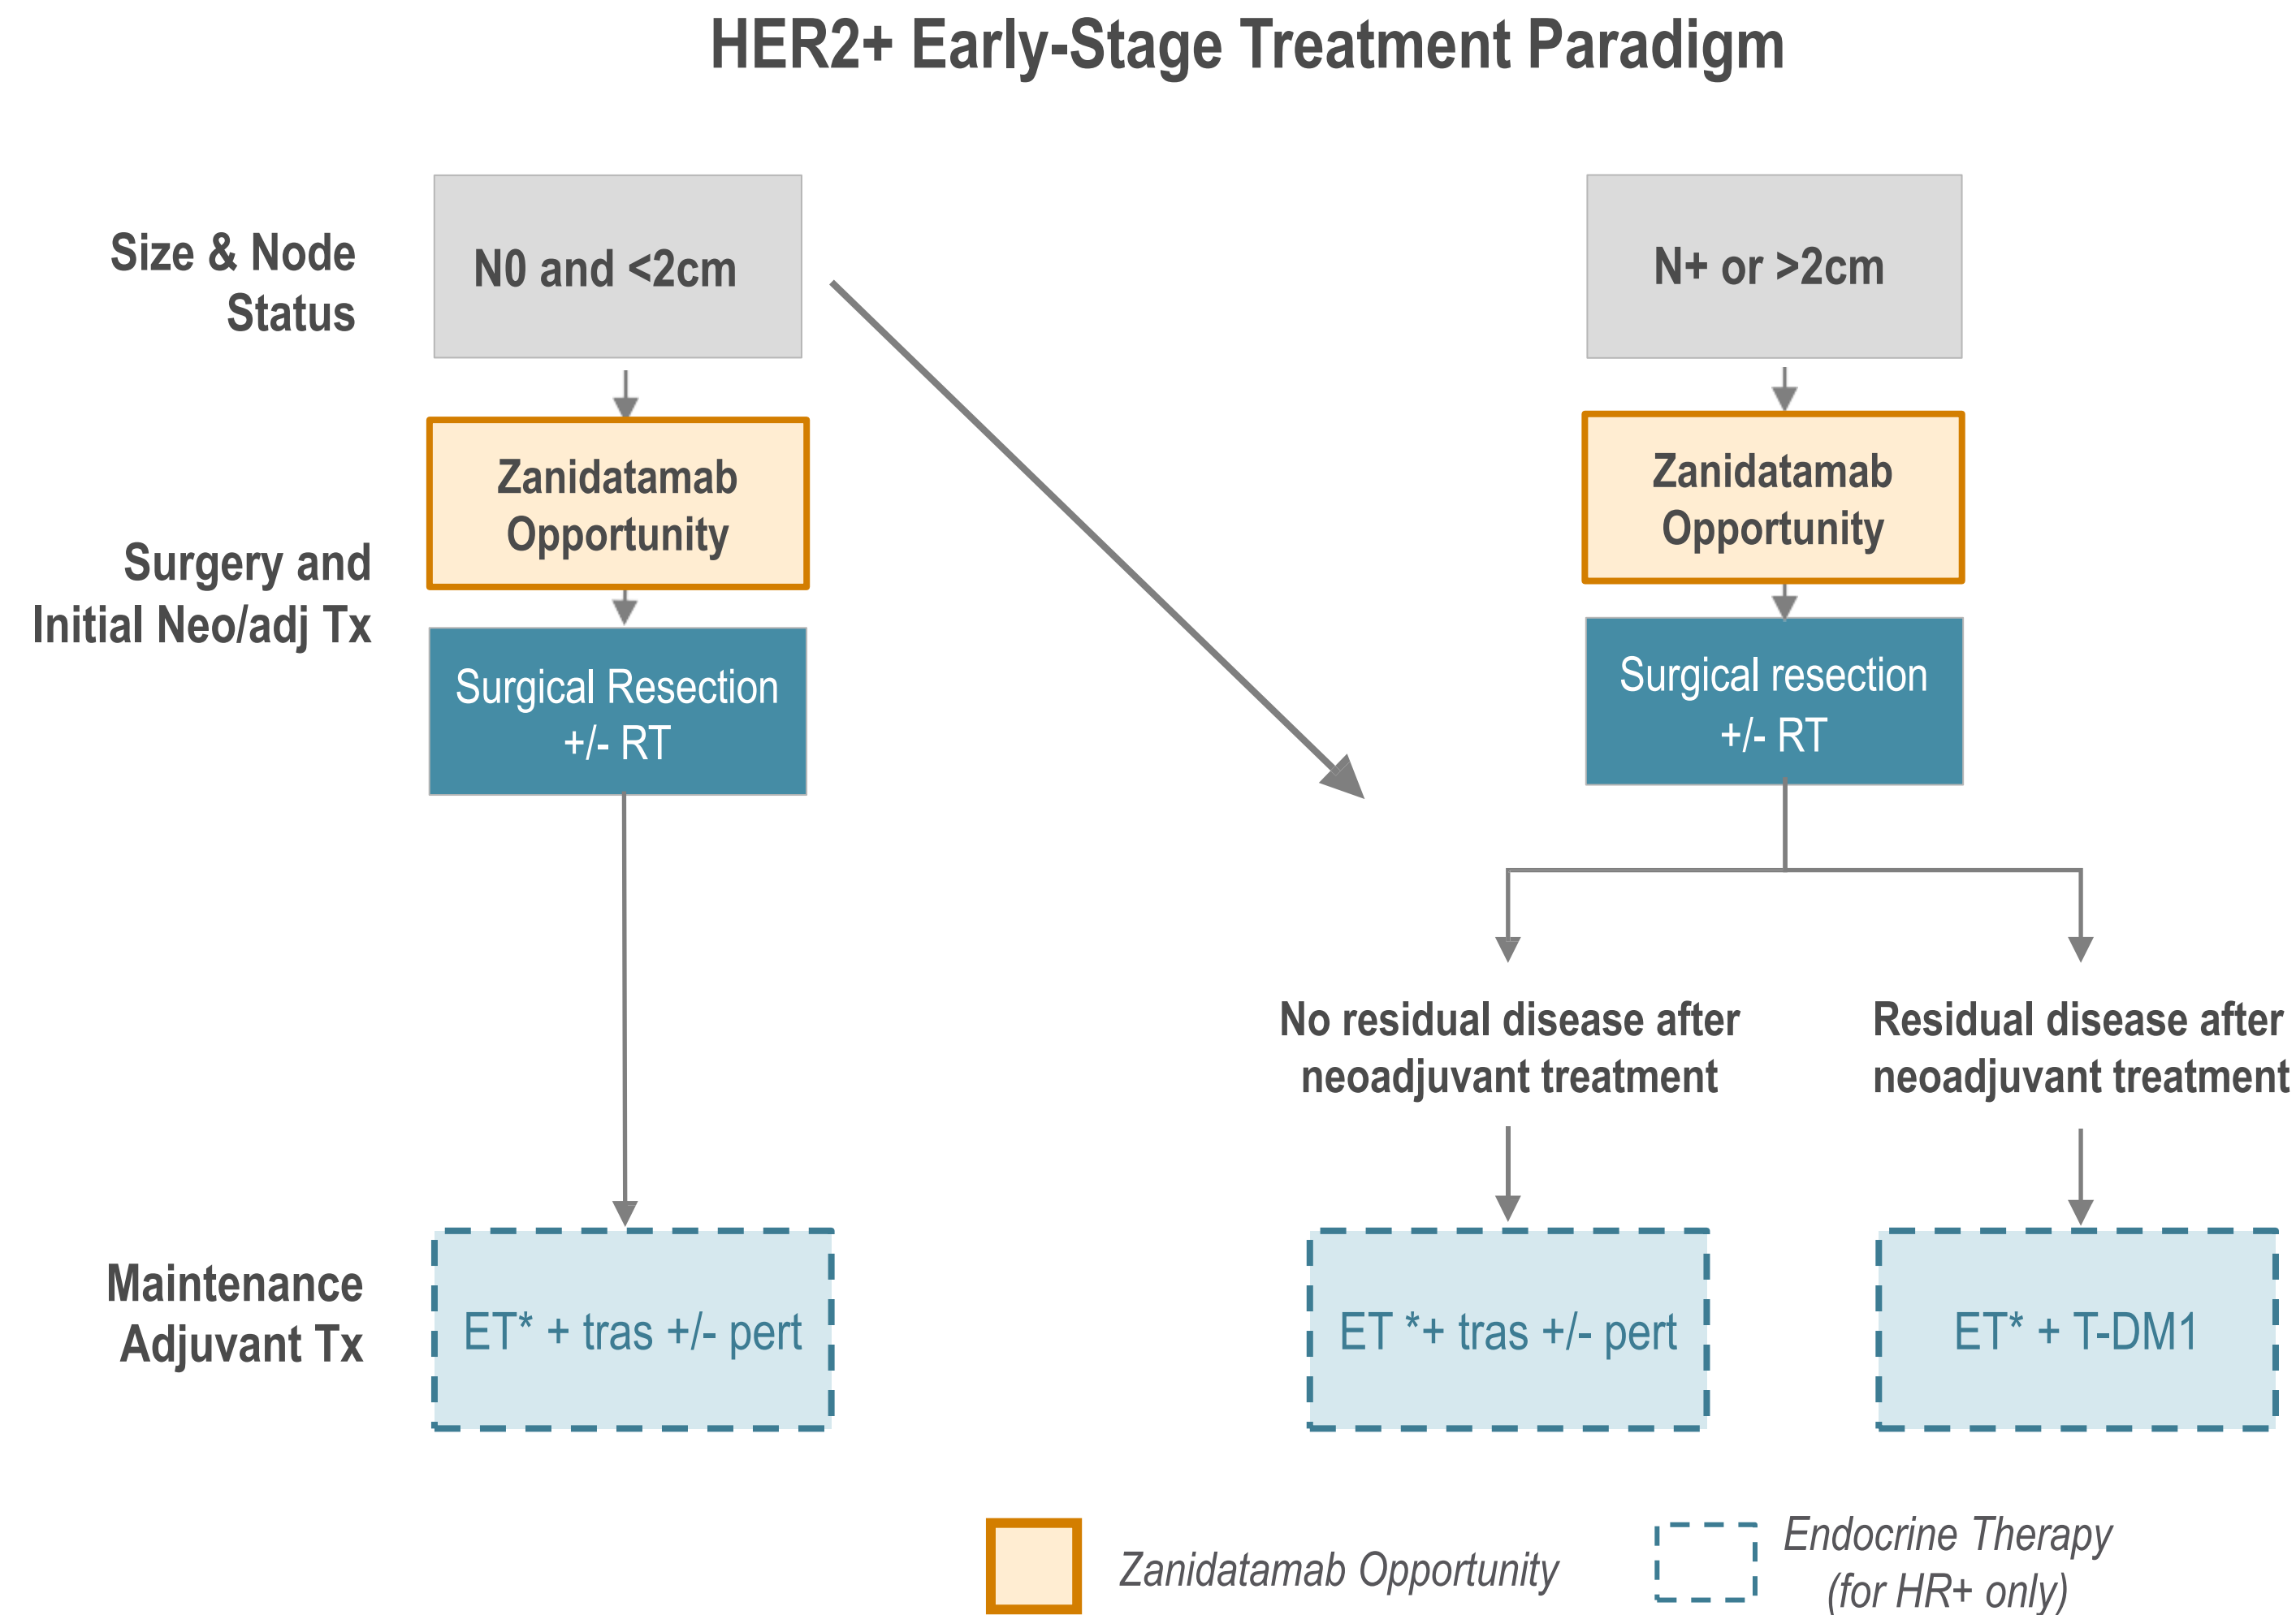 HER2+ Early-Stage Treatment Paradigm
Size & Node
Status
N0 and <2cm
N+ or >2cm
Surgery and
Initial Neo/adj Tx
Zanidatamab
Opportunity
Zanidatamab
Opportunity
Surgical Resection
+/- RT
Surgical resection
+/- RT
No residual disease after
neoadjuvant treatment
Residual disease after
neoadjuvant treatment
Maintenance
Adjuvant Tx
ET* + tras +/- pert
ET *+ tras +/- pert
ET* + T-DM1
Zanidatamab Opportunity
Endocrine Therapy
(for HR+ only)